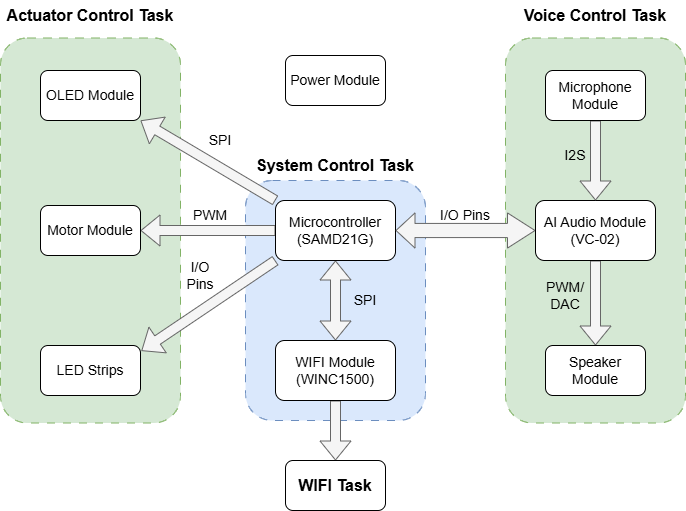 Actuator Control Task
Voice Control Task
OLED Module
Power Module
Microphone
Module
SPI
I2S
System Control Task
Motor Module
PWM
Microcontroller
(SAMD21G)
I/O Pins
AI Audio Module
(VC-02)
I/O
Pins
SPI
PWM/
DAC
LED Strips
WIFI Module
(WINC1500)
Speaker
Module
WIFI Task